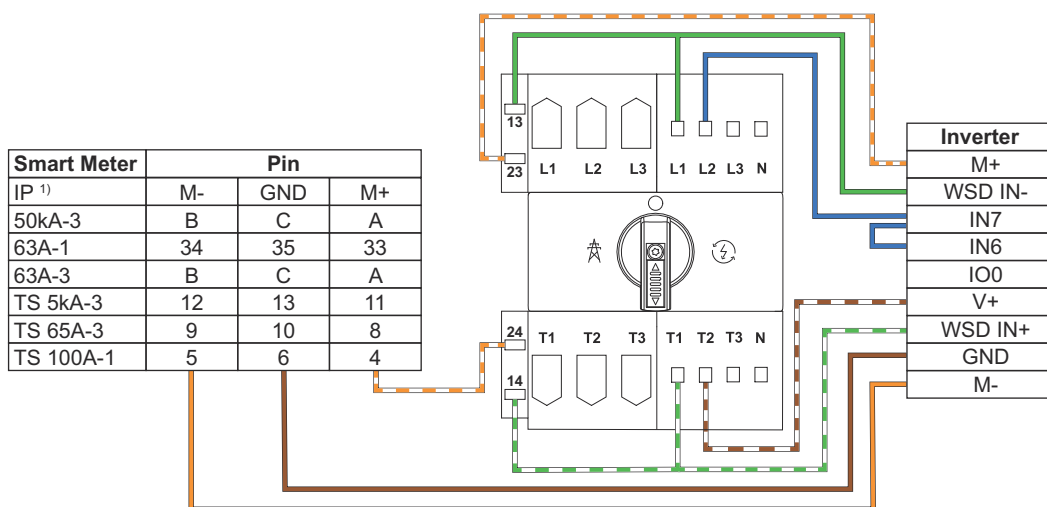 Smart Meter Pin
IP 1) M- GND M+
50kA-3 B C A
63A-1 34 35 33
63A-3 B C A
TS 5kA-3 12 13 11
TS 65A-3 9 10 8
TS 100A-1 5 6 4
13
23 L1 L2 L3 L1 L2 L3 N
24 T1 T2 T3 T1 T2 T3 N
14
Inverter
M+
WSD IN-
IN7
IN6
IO0
V+
WSD IN+
GND
M-